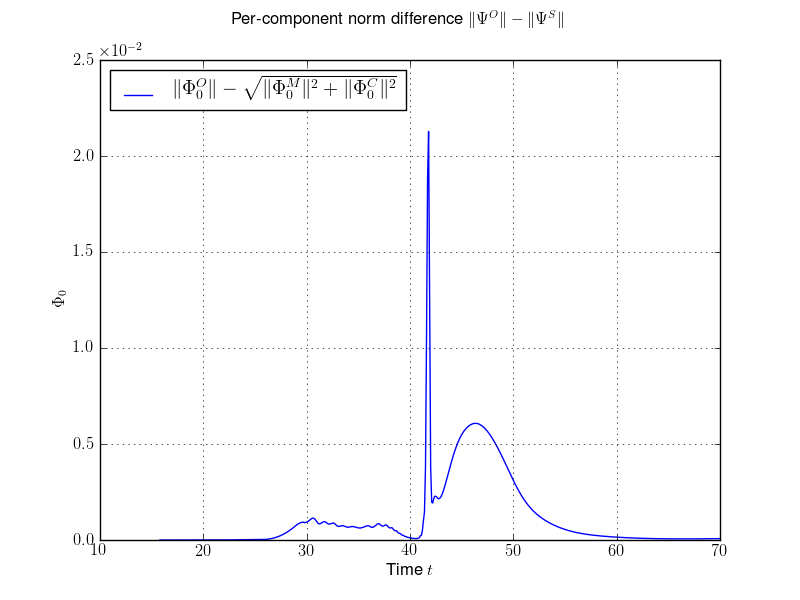 Per-component norm difference ‖Ψ^O‖ − ‖Ψ^S‖
×10^−2
2.5
‖Φ_0^O‖ − √(‖Φ_0^M‖^2 + ‖Φ_0^C‖^2)
2.0
1.5
Φ_0
1.0
0.5
0.0
10 20 30 40 50 60 70
Time t